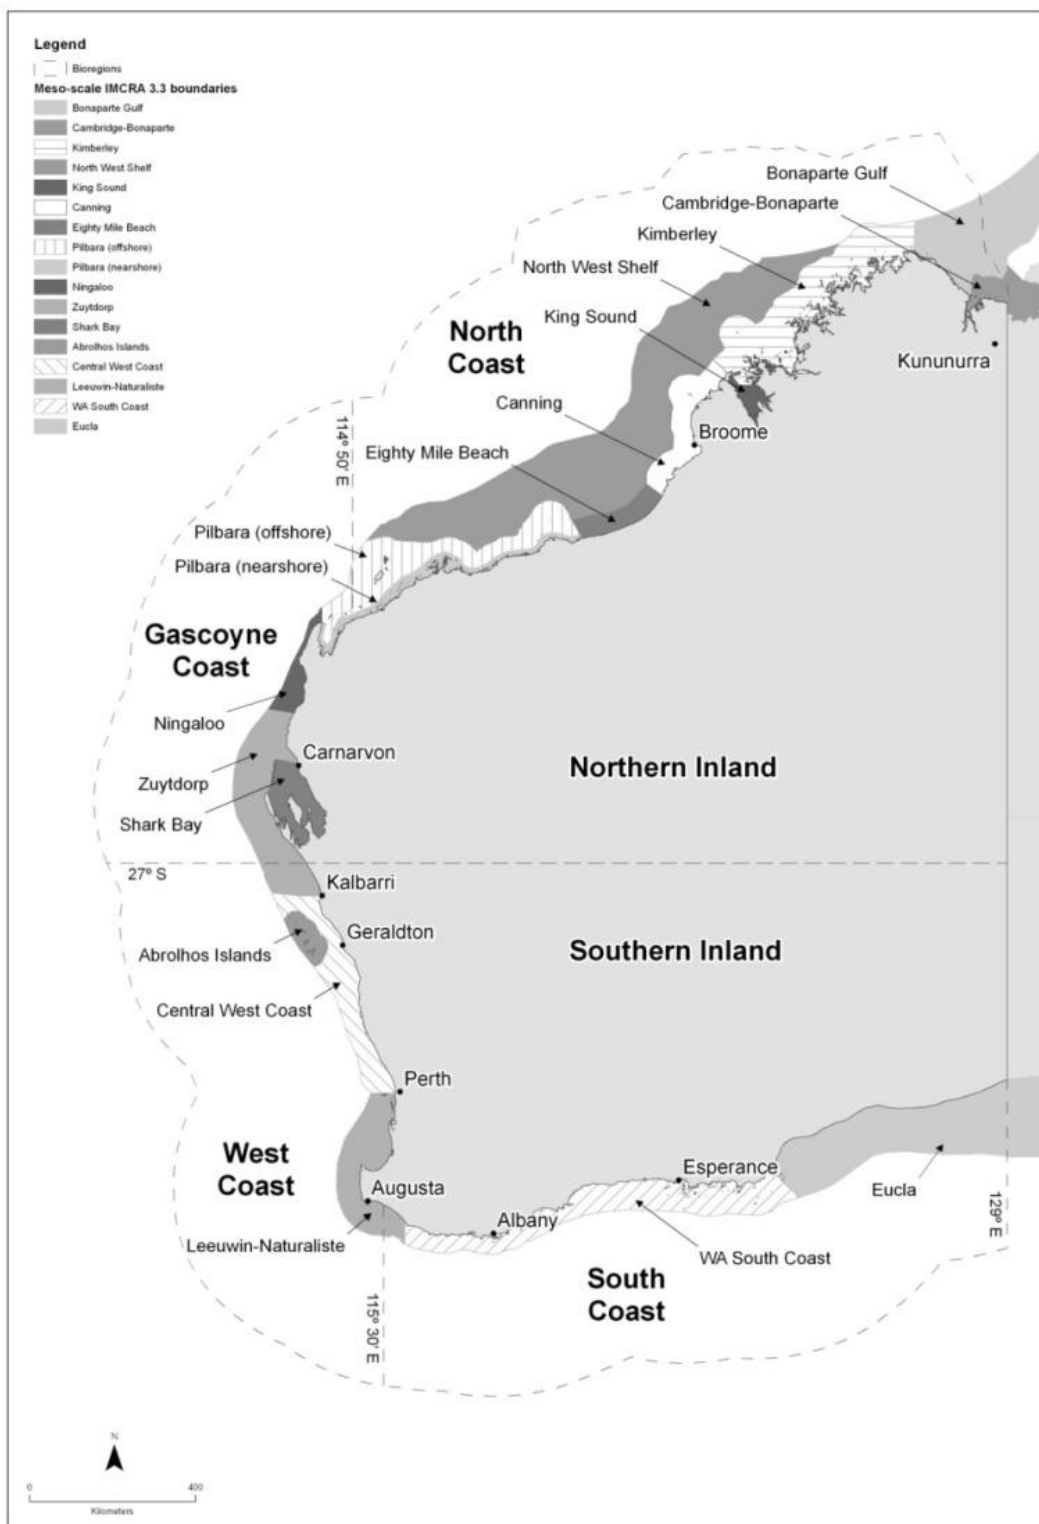 Legend
Bioregions
Meso-scale IMCRA 3.3 boundaries
Bonaparte Gulf
Cambridge-Bonaparte
Kimberley
North West Shelf
King Sound
Canning
Eighty Mile Beach
Pilbara (offshore)
Pilbara (nearshore)
Ningaloo
Zuytdorp
Shark Bay
Abrolhos Islands
Central West Coast
Leeuwin-Naturaliste
WA South Coast
Eucla
Bonaparte Gulf
Cambridge-Bonaparte
Kimberley
North West Shelf
King Sound
North
Coast
Kununurra
Canning
Broome
114º 50' E
Eighty Mile Beach
Pilbara (offshore)
Pilbara (nearshore)
Gascoyne
Coast
Ningaloo
Carnarvon
Northern Inland
Zuytdorp
Shark Bay
27º S
Kalbarri
Geraldton
Southern Inland
Abrolhos Islands
Central West Coast
Perth
West
Coast
Esperance
Augusta
Eucla
129º E
Albany
Leeuwin-Naturaliste
WA South Coast
South
Coast
115º 30' E
N
0 400
Kilometers